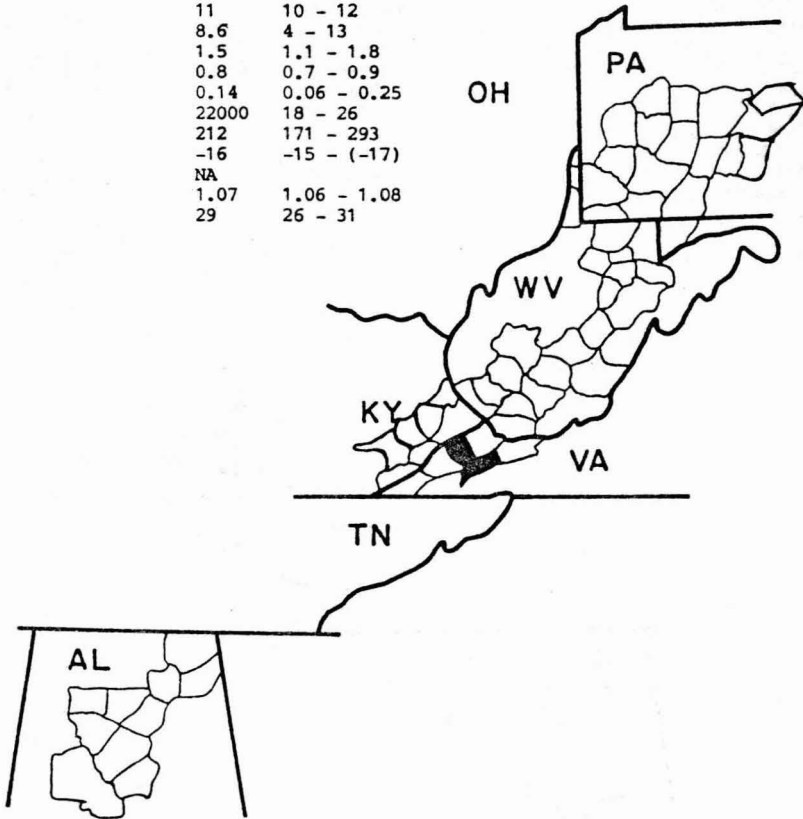 11 10 - 12
8.6 4 - 13
1.5 1.1 - 1.8
0.8 0.7 - 0.9
0.14 0.06 - 0.25
22000 18 - 26
212 171 - 293
-16 -15 - (-17)
NA
1.07 1.06 - 1.08
29 26 - 31
PA
OH
WV
KY
VA
TN
AL